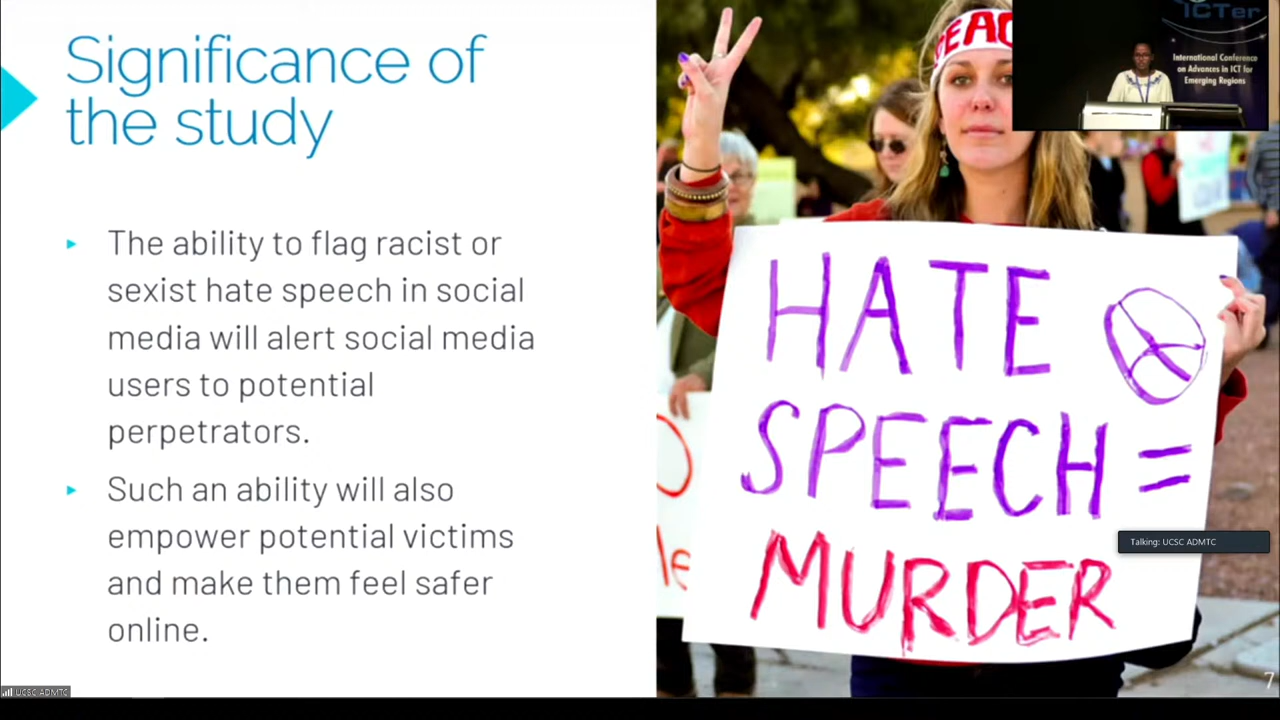 Significance of
the study
The ability to flag racist or
sexist hate speech in social
media will alert social media
users to potential
perpetrators.
Such an ability will also
empower potential victims
and make them feel safer
online.
HATE
SPEECH =
MURDER
ICTer
International Conference
on Advances in ICT for
Emerging Regions
Talking: UCSC ADMTC
UCSC ADMTC
7